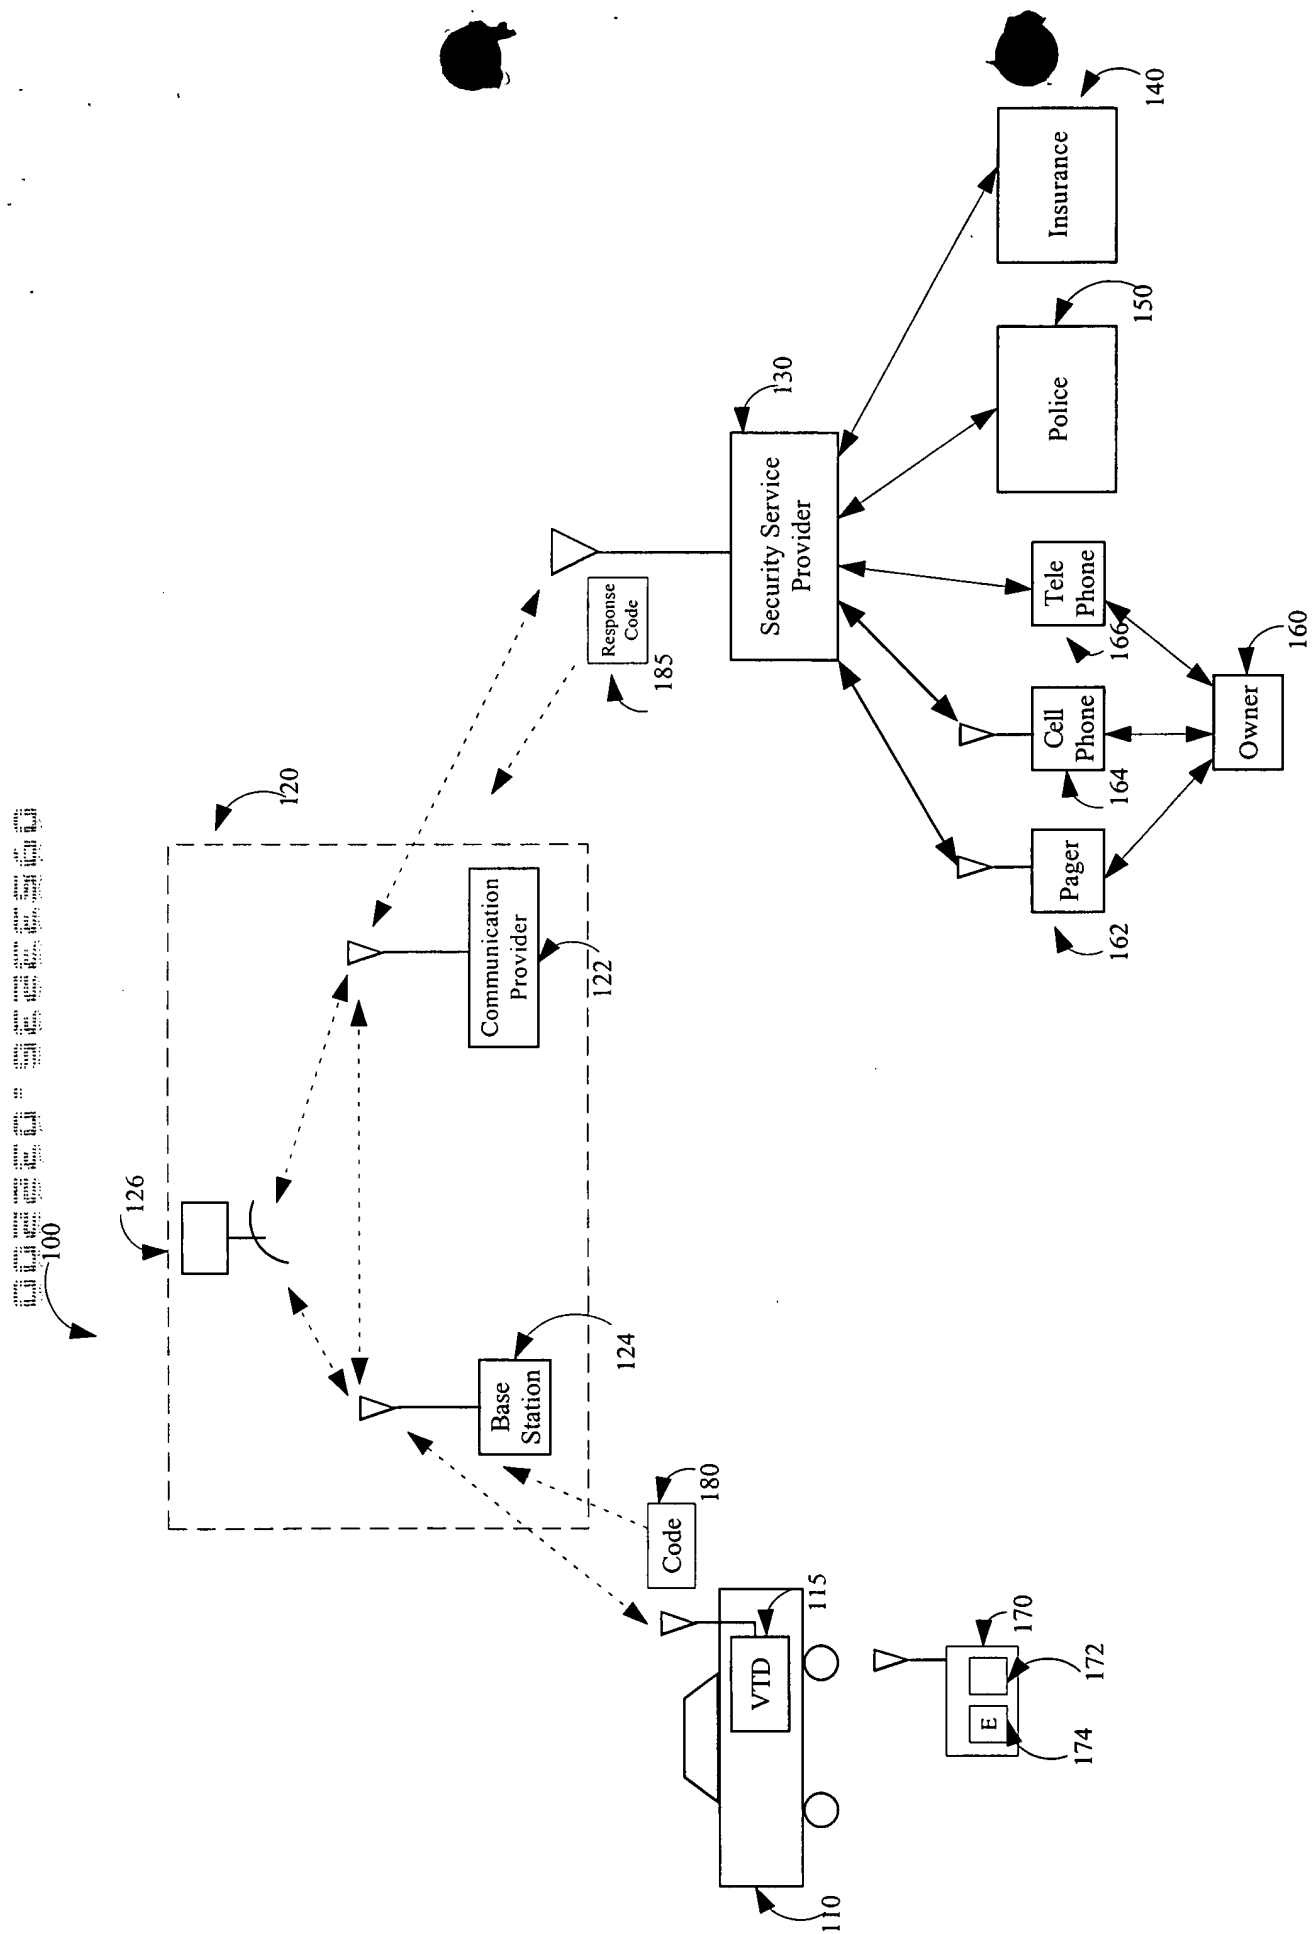 100
126
120
Base
Station
124
Communication
Provider
122
Code
180
Response
Code
185
VTD
115
110
E
170
172
174
Security Service
Provider
130
Pager
162
Cell
Phone
164
Tele
Phone
166
Owner
160
Police
150
Insurance
140